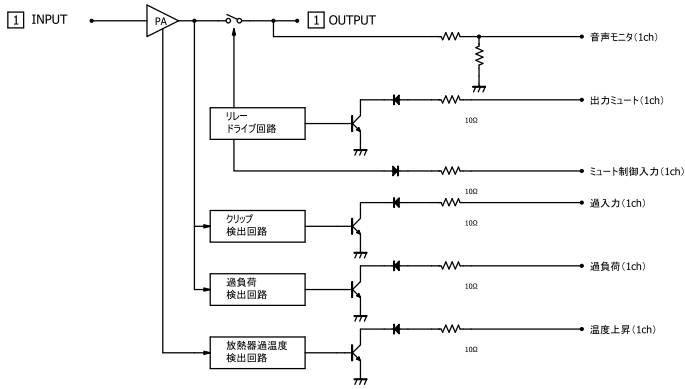 1 INPUT
PA
1 OUTPUT
音声モニタ(1ch)
リレー
ドライブ回路
出力ミュート(1ch)
10Ω
ミュート制御入力(1ch)
10Ω
クリップ
検出回路
過入力(1ch)
10Ω
過負荷
検出回路
過負荷(1ch)
10Ω
放熱器過温度
検出回路
温度上昇(1ch)
10Ω